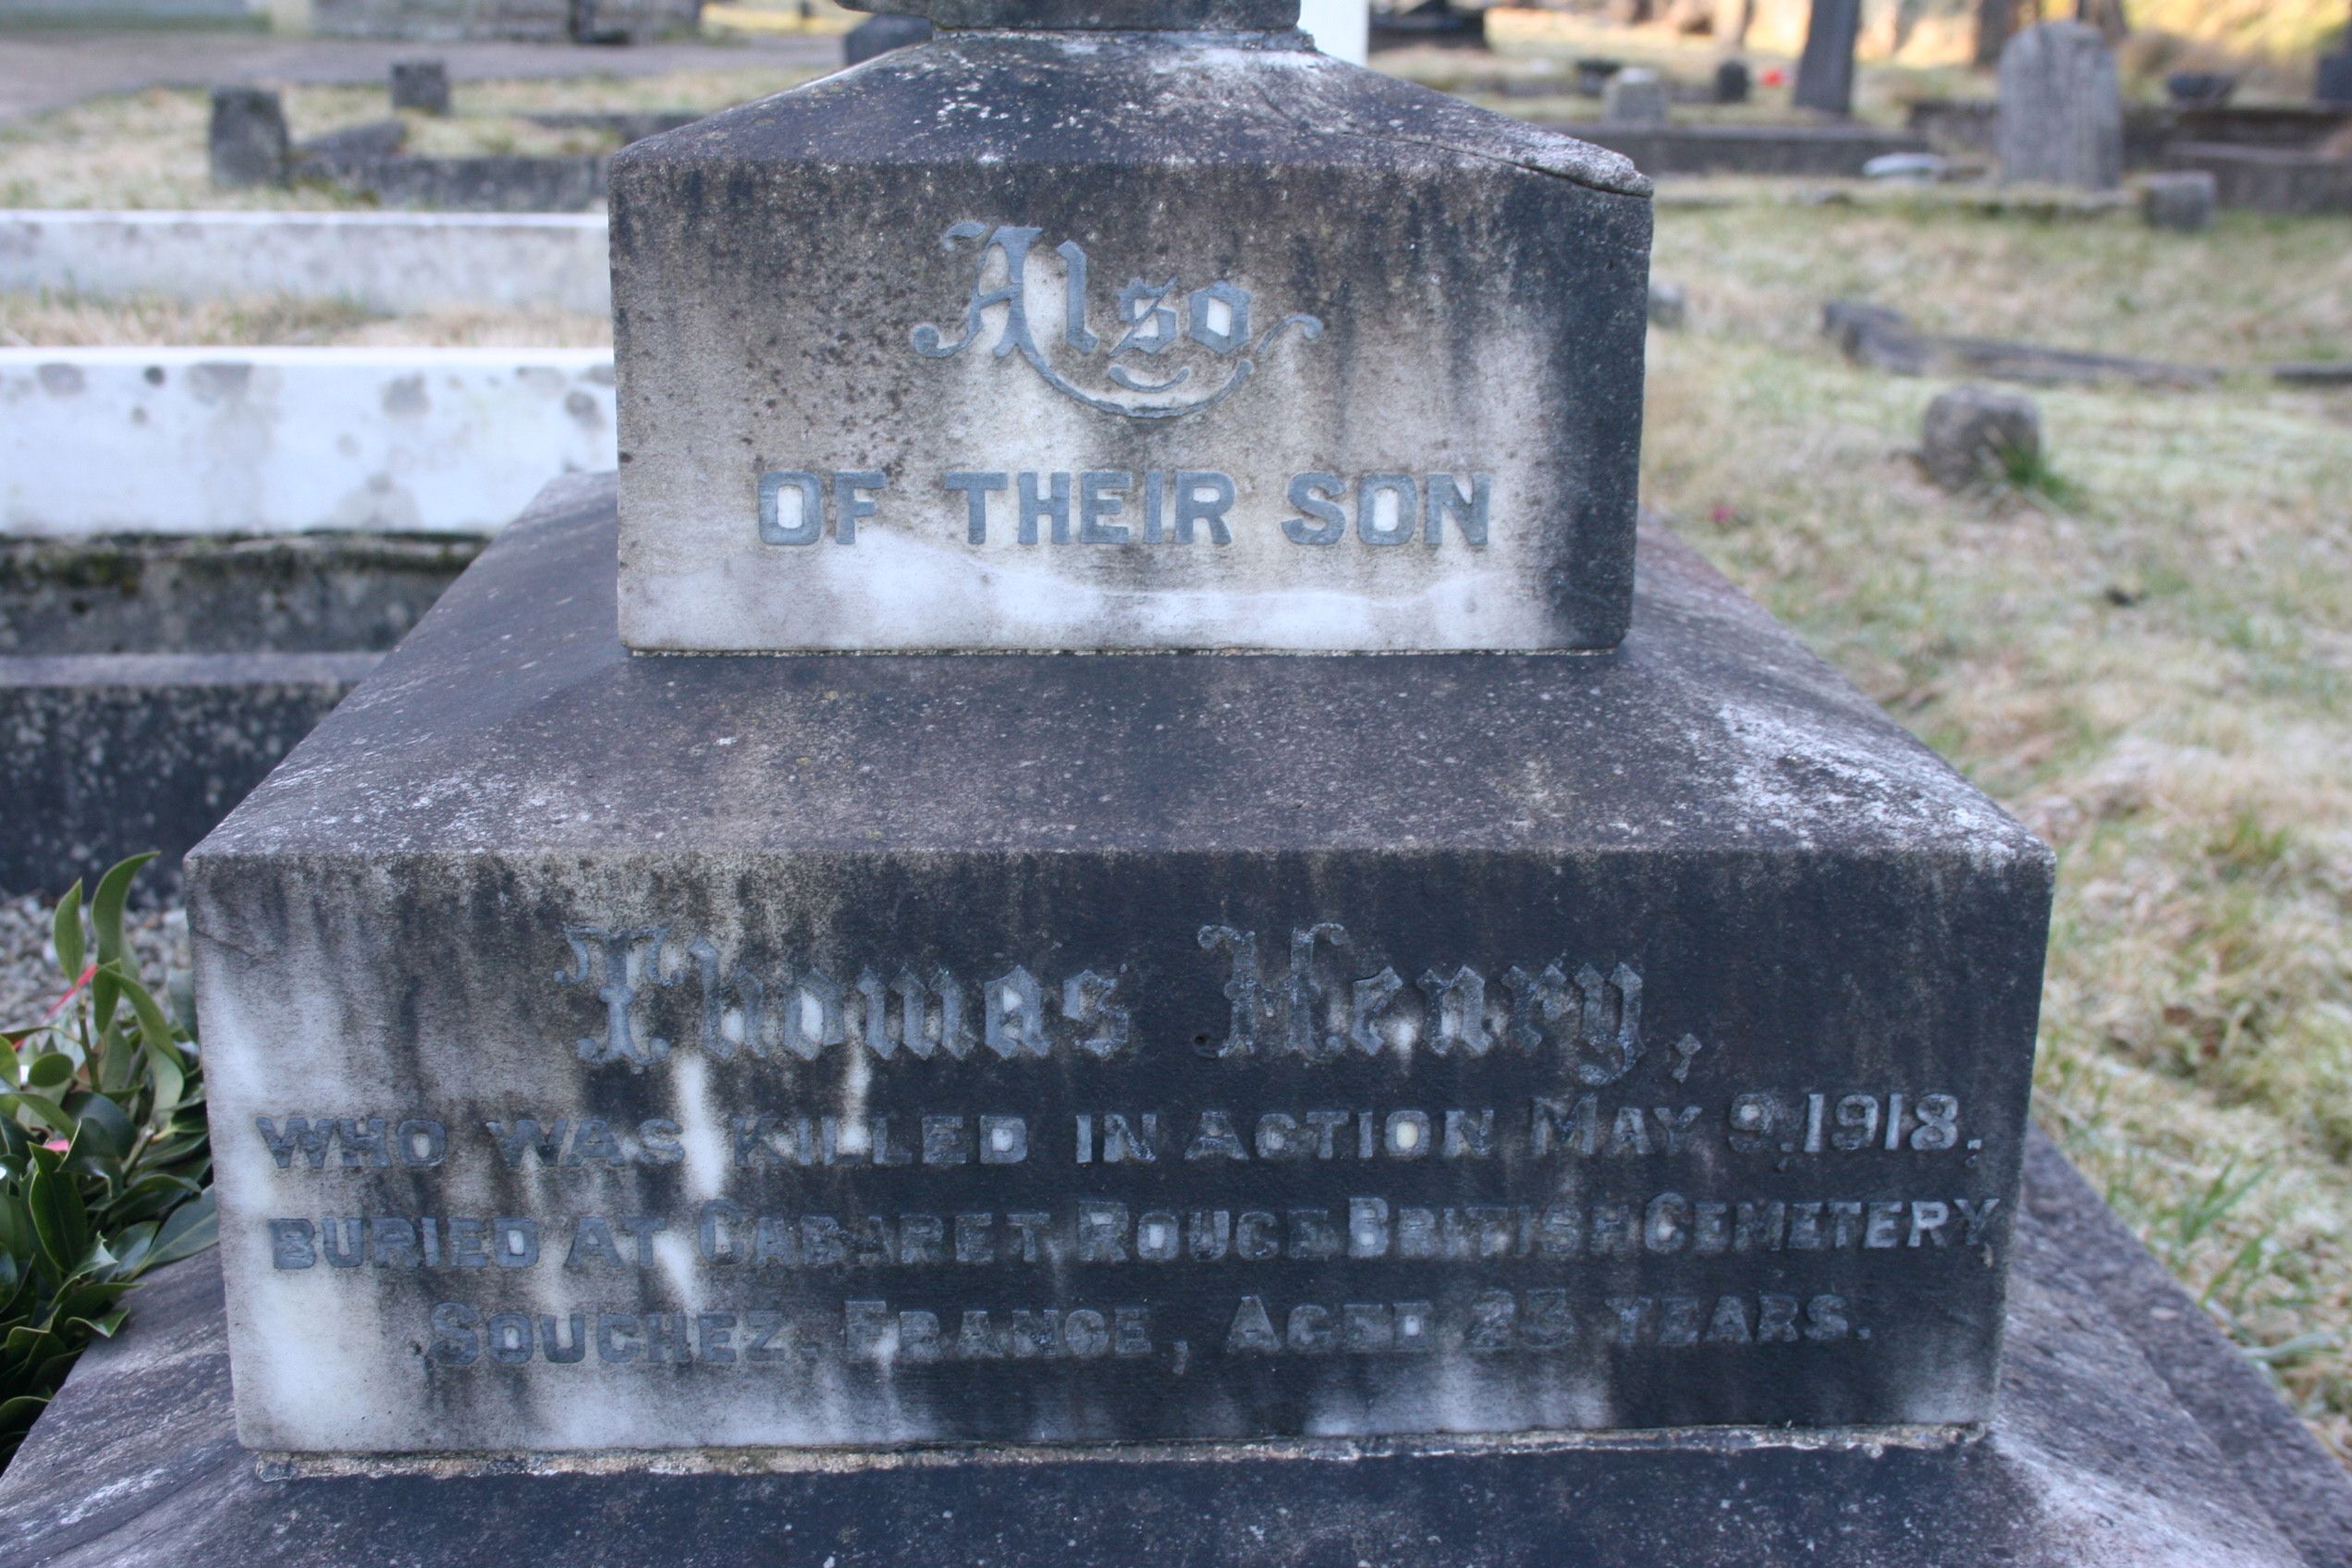 Also
OF THEIR SON
Thomas Henry,
WHO WAS KILLED IN ACTION MAY 9, 1918.
BURIED AT CABARET ROUGE BRITISH CEMETERY
SOUCHEZ. FRANCE, AGED 23 YEARS.